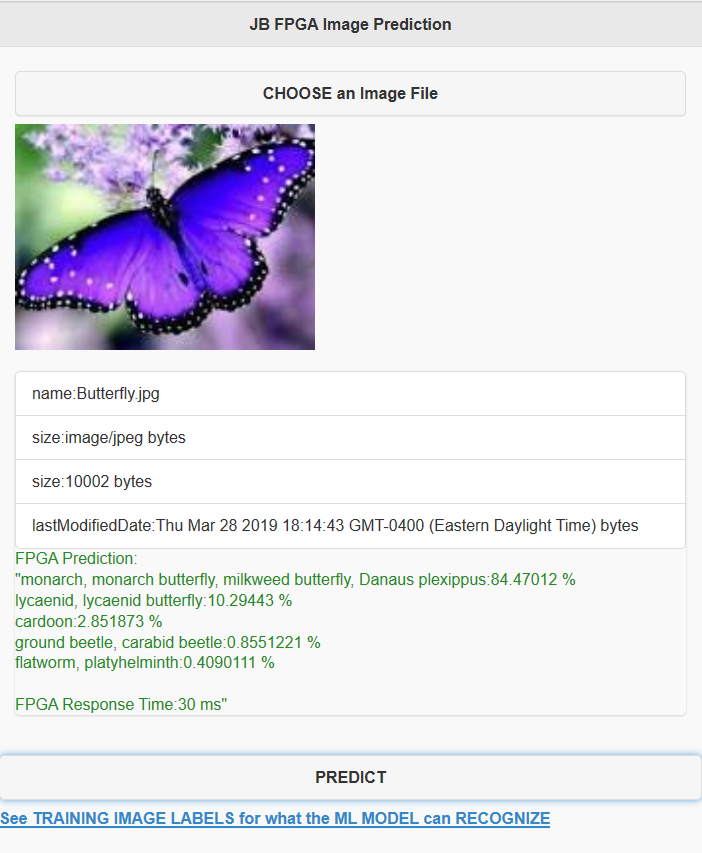 JB FPGA Image Prediction
CHOOSE an Image File
name:Butterfly.jpg
size:image/jpeg bytes
size:10002 bytes
lastModifiedDate:Thu Mar 28 2019 18:14:43 GMT-0400 (Eastern Daylight Time) bytes
FPGA Prediction:
"monarch, monarch butterfly, milkweed butterfly, Danaus plexippus:84.47012 %
lycaenid, lycaenid butterfly:10.29443 %
cardoon:2.851873 %
ground beetle, carabid beetle:0.8551221 %
flatworm, platyhelminth:0.4090111 %
FPGA Response Time:30 ms"
PREDICT
See TRAINING IMAGE LABELS for what the ML MODEL can RECOGNIZE